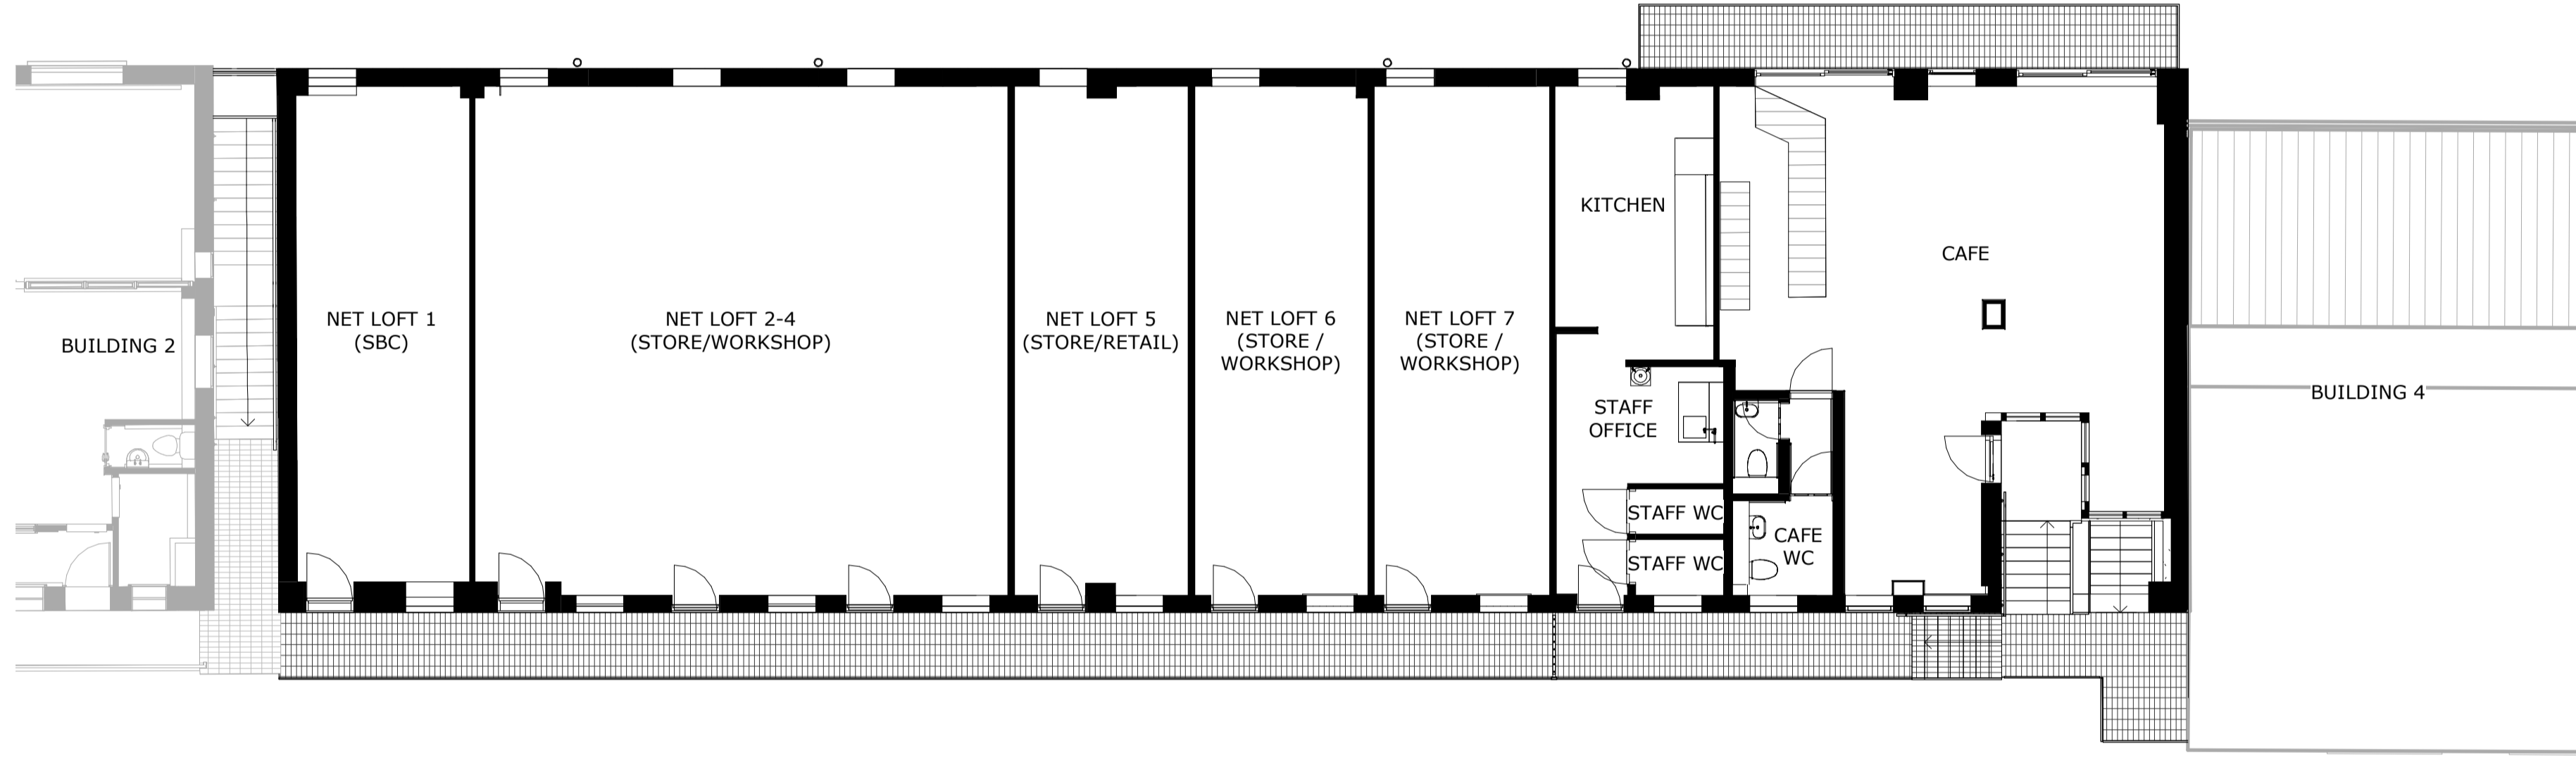 BUILDING 2
NET LOFT 1
(SBC)
NET LOFT 2-4
(STORE/WORKSHOP)
NET LOFT 5
(STORE/RETAIL)
NET LOFT 6
(STORE /
WORKSHOP)
NET LOFT 7
(STORE /
WORKSHOP)
KITCHEN
STAFF
OFFICE
STAFF WC
STAFF WC
CAFE
WC
CAFE
BUILDING 4